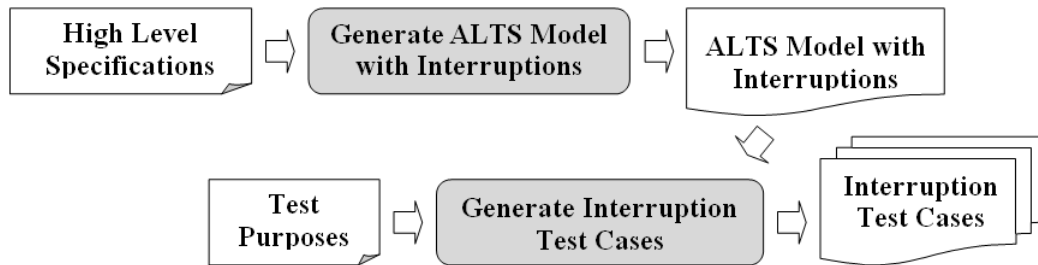 High Level
Specifications
Generate ALTS Model
with Interruptions
ALTS Model with
Interruptions
Test
Purposes
Generate Interruption
Test Cases
Interruption
Test Cases